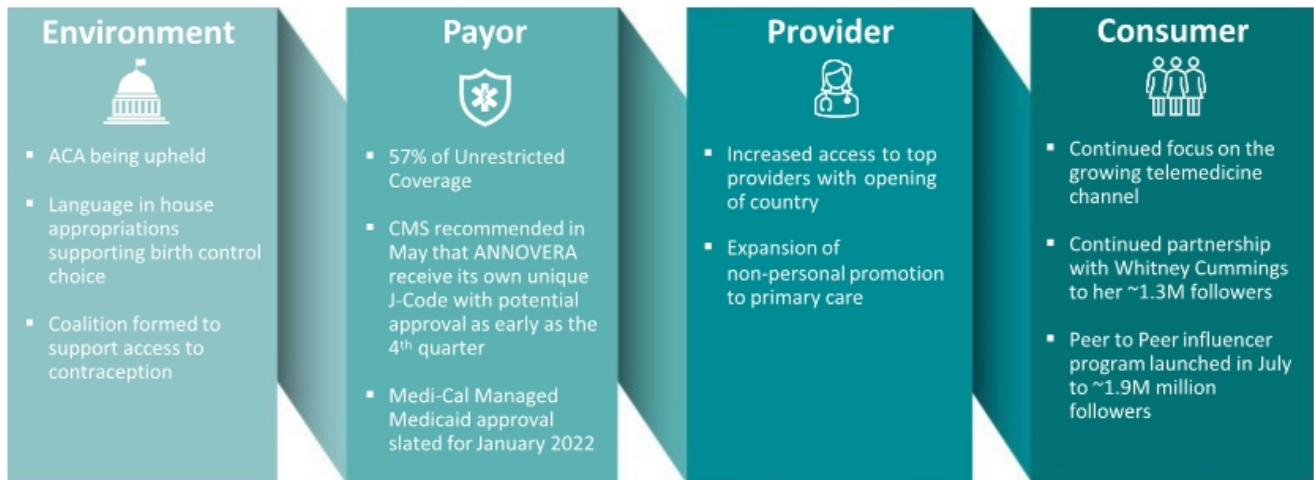 Environment
▪ ACA being upheld
▪ Language in house
appropriations
supporting birth control
choice
▪ Coalition formed to
support access to
contraception
Payor
▪ 57% of Unrestricted
Coverage
▪ CMS recommended in
May that ANNOVERA
receive its own unique
J-Code with potential
approval as early as the
4th quarter
▪ Medi-Cal Managed
Medicaid approval
slated for January 2022
Provider
▪ Increased access to top
providers with opening
of country
▪ Expansion of
non-personal promotion
to primary care
Consumer
▪ Continued focus on the
growing telemedicine
channel
▪ Continued partnership
with Whitney Cummings
to her ~1.3M followers
▪ Peer to Peer influencer
program launched in July
to ~1.9M million
followers